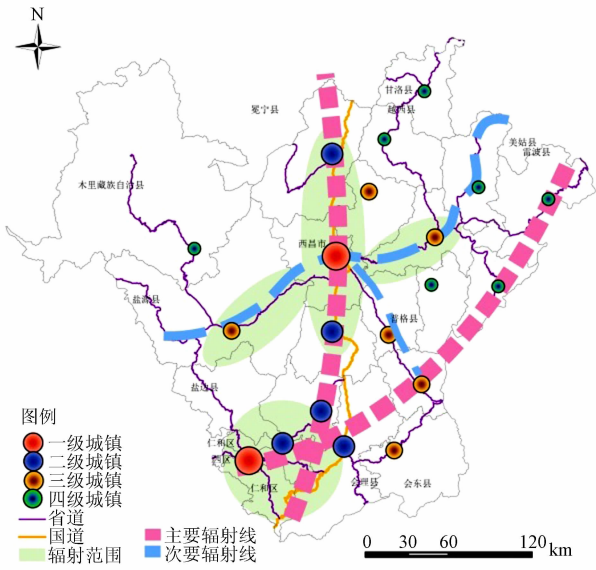 N
甘洛县
越西县
冕宁县
美姑县
雷波县
木里藏族自治县
西昌市
盐源县
普格县
盐边县
图例
一级城镇
二级城镇
三级城镇
四级城镇
省道
国道
辐射范围
主要辐射线
次要辐射线
仁和区
西区
仁和区
会理县
会东县
0 30 60 120
km